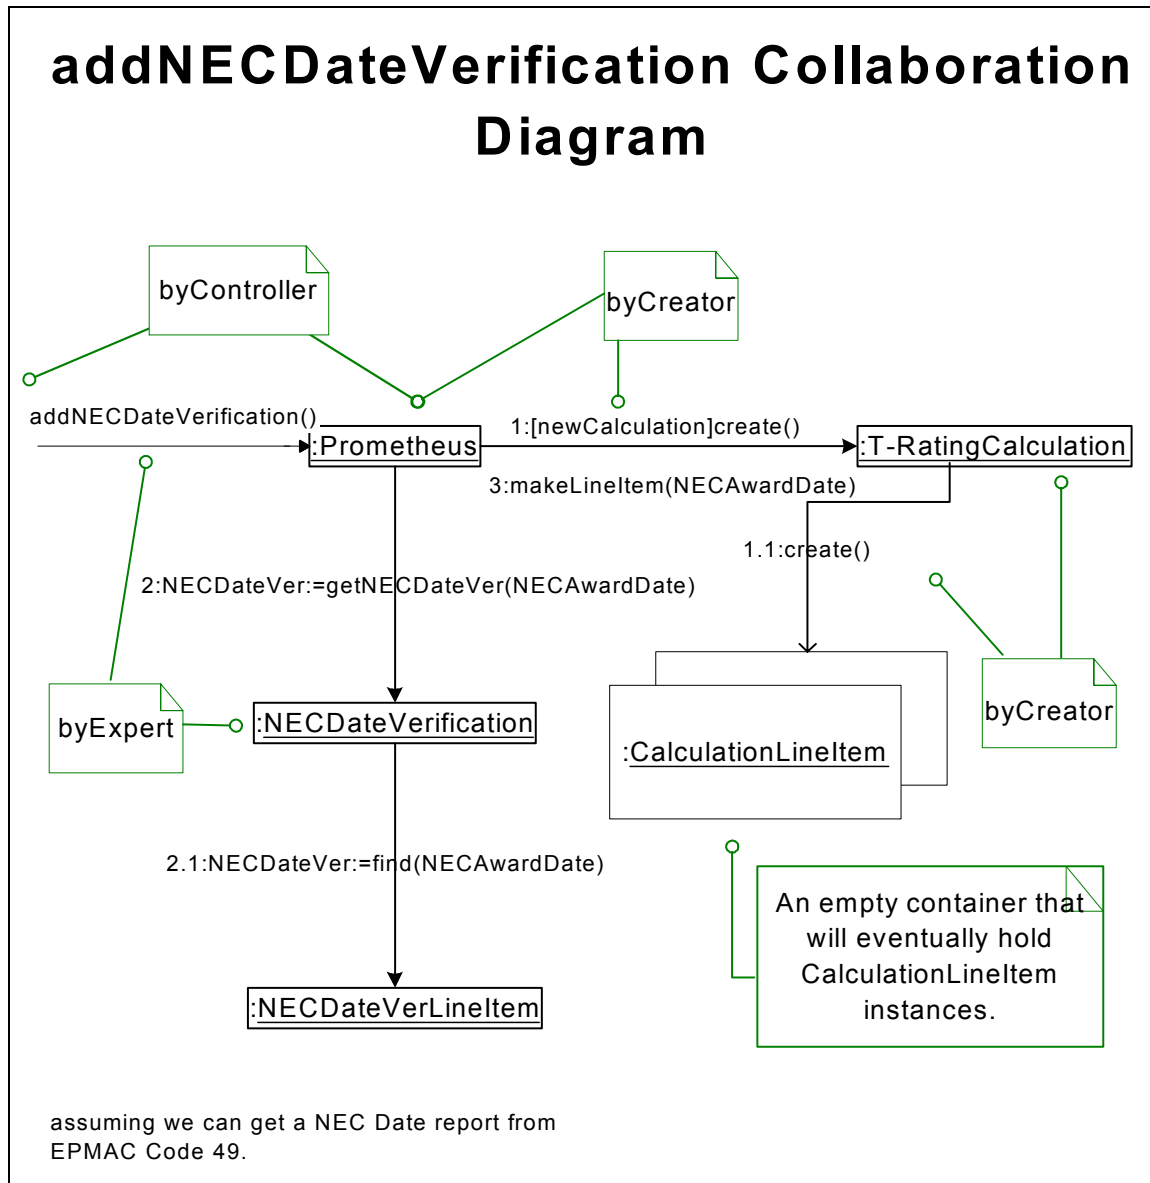 addNECDateVerification Collaboration
Diagram
byController
byCreator
addNECDateVerification()
1:[newCalculation]create()
:Prometheus
:T-RatingCalculation
3:makeLineItem(NECAwardDate)
1.1:create()
2:NECDateVer:=getNECDateVer(NECAwardDate)
byExpert
:NECDateVerification
byCreator
:CalculationLineItem
2.1:NECDateVer:=find(NECAwardDate)
An empty container that
will eventually hold
CalculationLineItem
instances.
:NECDateVerLineItem
assuming we can get a NEC Date report from
EPMAC Code 49.